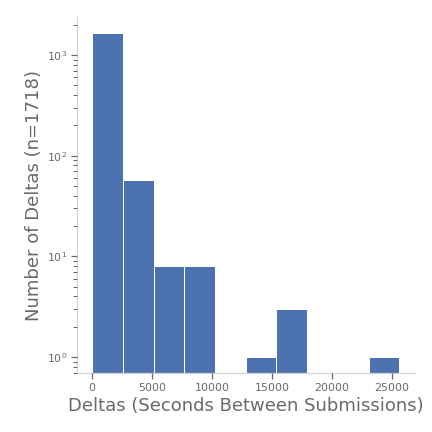 Number of Deltas (n=1718)
10³
10²
10¹
10⁰
0 5000 10000 15000 20000 25000
Deltas (Seconds Between Submissions)